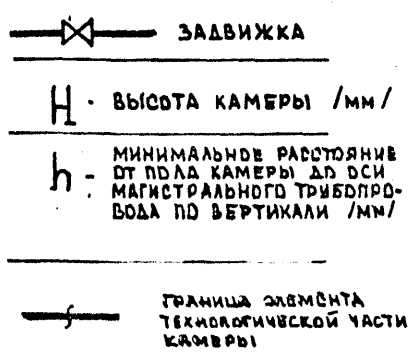 ЗАДВИЖКА
H - ВЫСОТА КАМЕРЫ /ММ/
h - МИНИМАЛЬНОЕ РАССТОЯНИЕ
ОТ ПОЛА КАМЕРЫ ДО ОСИ
МАГИСТРАЛЬНОГО ТРУБОПРО-
ВОДА ПО ВЕРТИКАЛИ /ММ/
ГРАНИЦА ЭЛЕМЕНТА
ТЕХНОЛОГИЧЕСКОЙ ЧАСТИ
КАМЕРЫ